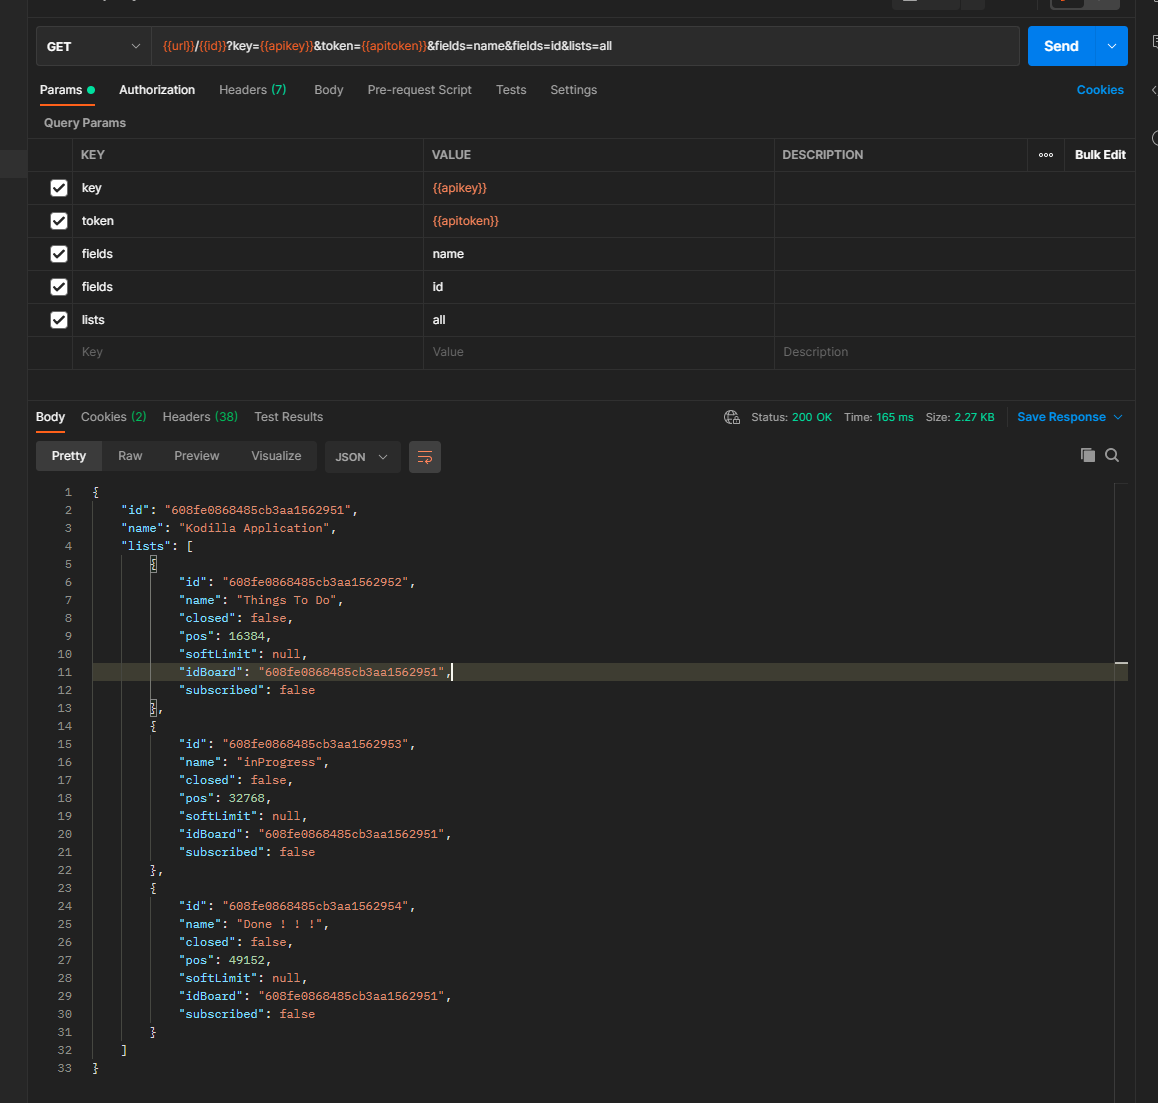 GET {{url}}/{{id}}?key={{apikey}}&token={{apitoken}}&fields=name&fields=id&lists=all Send
Params Authorization Headers (7) Body Pre-request Script Tests Settings Cookies
Query Params
KEY VALUE DESCRIPTION ooo Bulk Edit
key {{apikey}}
token {{apitoken}}
fields name
fields id
lists all
Key Value Description
Body Cookies (2) Headers (38) Test Results Status: 200 OK Time: 165 ms Size: 2.27 KB Save Response
Pretty Raw Preview Visualize JSON
1 {
2 "id": "608fe0868485cb3aa1562951",
3 "name": "Kodilla Application",
4 "lists": [
5 {
6 "id": "608fe0868485cb3aa1562952",
7 "name": "Things To Do",
8 "closed": false,
9 "pos": 16384,
10 "softLimit": null,
11 "idBoard": "608fe0868485cb3aa1562951",
12 "subscribed": false
13 },
14 {
15 "id": "608fe0868485cb3aa1562953",
16 "name": "inProgress",
17 "closed": false,
18 "pos": 32768,
19 "softLimit": null,
20 "idBoard": "608fe0868485cb3aa1562951",
21 "subscribed": false
22 },
23 {
24 "id": "608fe0868485cb3aa1562954",
25 "name": "Done ! ! !",
26 "closed": false,
27 "pos": 49152,
28 "softLimit": null,
29 "idBoard": "608fe0868485cb3aa1562951",
30 "subscribed": false
31 }
32 ]
33 }